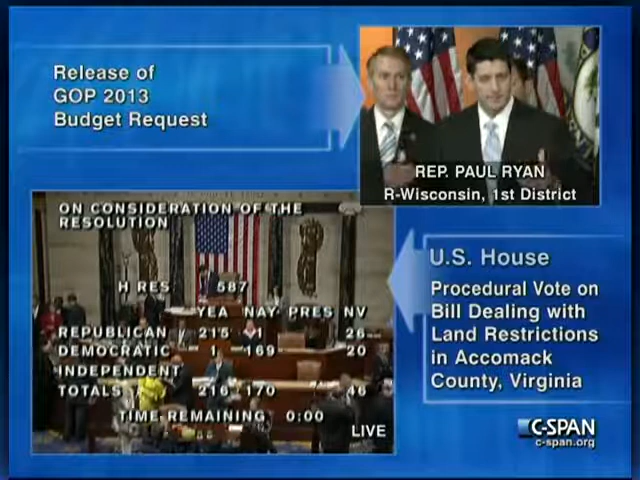 Release of
GOP 2013
Budget Request
REP. PAUL RYAN
R-Wisconsin, 1st District
ON CONSIDERATION OF THE
RESOLUTION
H RES 587
YEA NAY PRES NV
REPUBLICAN 215 1 26
DEMOCRATIC 1 169 20
INDEPENDENT
TOTALS 216 170 46
TIME REMAINING 0:00
LIVE
U.S. House
Procedural Vote on
Bill Dealing with
Land Restrictions
in Accomack
County, Virginia
C-SPAN
c-span.org